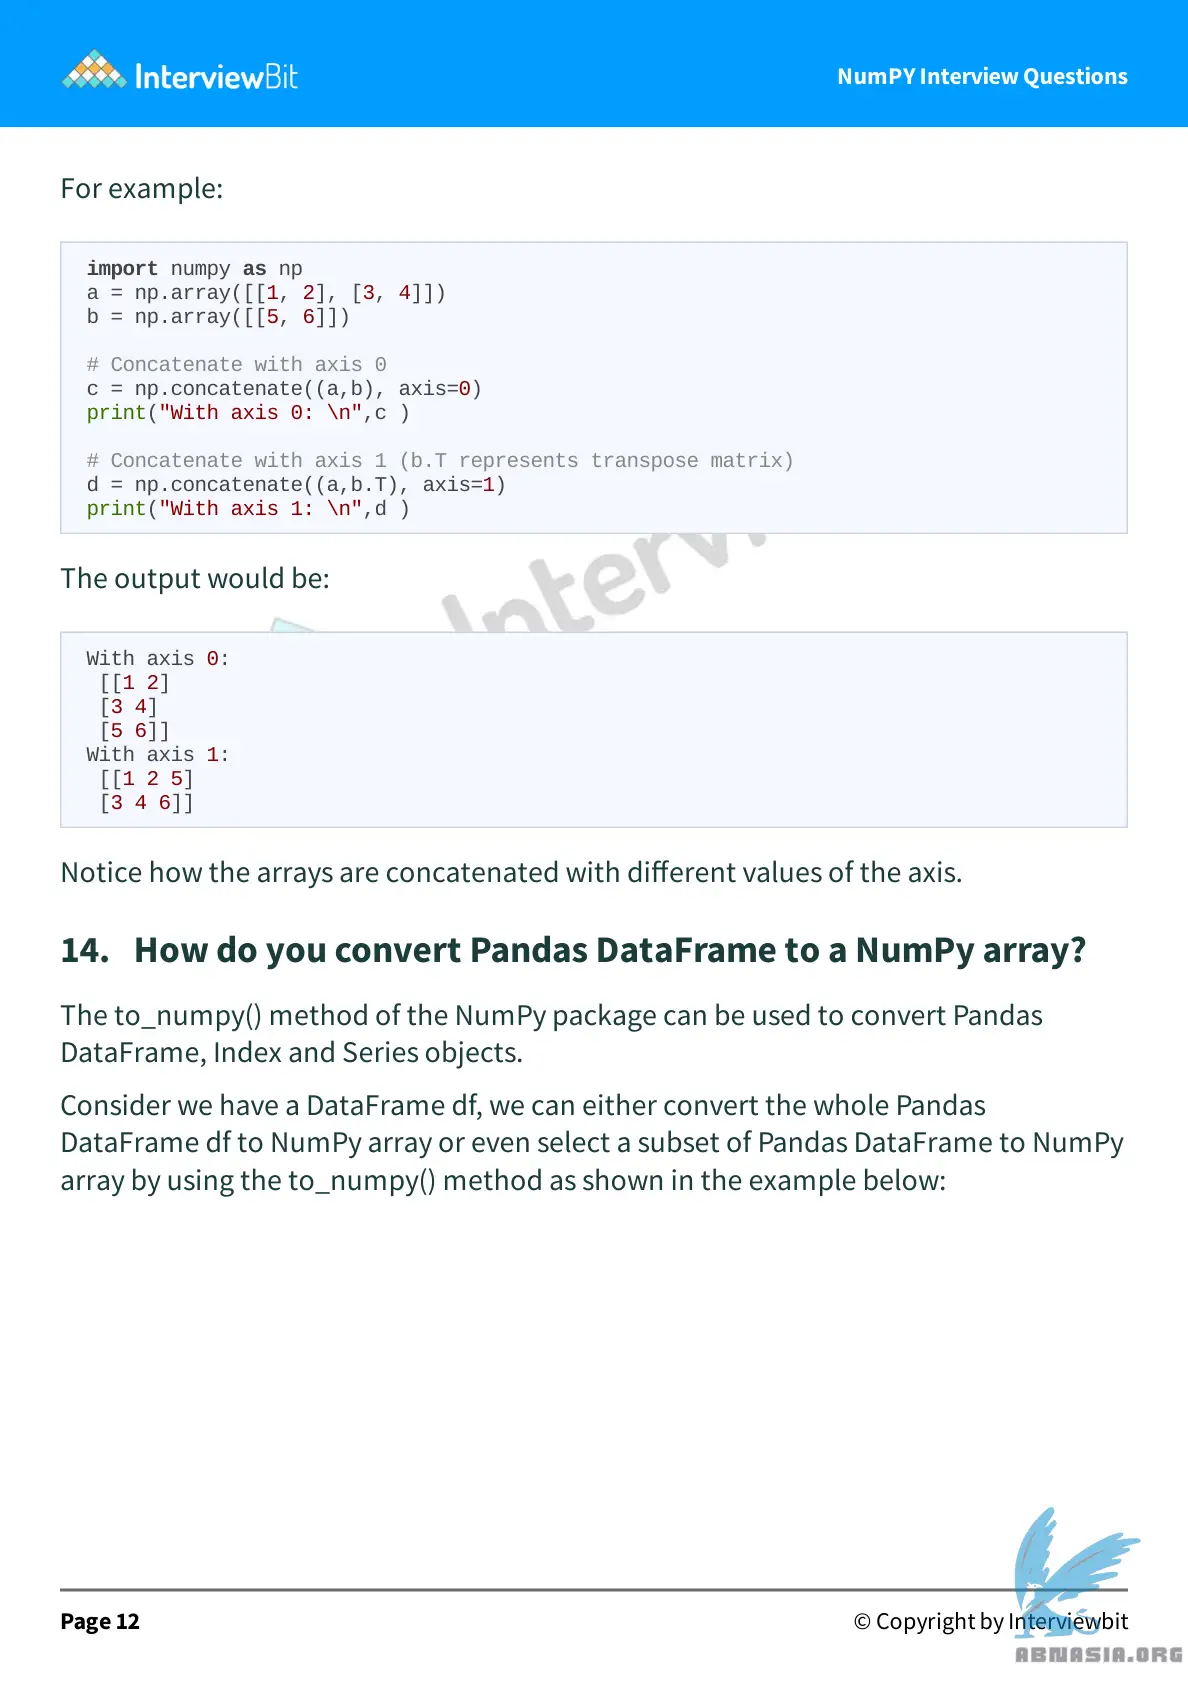 InterviewBit
NumPY Interview Questions
For example:
import numpy as np
a = np.array([[1, 2], [3, 4]])
b = np.array([[5, 6]])
# Concatenate with axis 0
c = np.concatenate((a,b), axis=0)
print("With axis 0: \n",c )
# Concatenate with axis 1 (b.T represents transpose matrix)
d = np.concatenate((a,b.T), axis=1)
print("With axis 1: \n",d )
The output would be:
With axis 0:
[[1 2]
[3 4]
[5 6]]
With axis 1:
[[1 2 5]
[3 4 6]]
Notice how the arrays are concatenated with different values of the axis.
14. How do you convert Pandas DataFrame to a NumPy array?
The to_numpy() method of the NumPy package can be used to convert Pandas
DataFrame, Index and Series objects.
Consider we have a DataFrame df, we can either convert the whole Pandas
DataFrame df to NumPy array or even select a subset of Pandas DataFrame to NumPy
array by using the to_numpy() method as shown in the example below:
Page 12
© Copyright by Interviewbit
ABMASIA.ORG